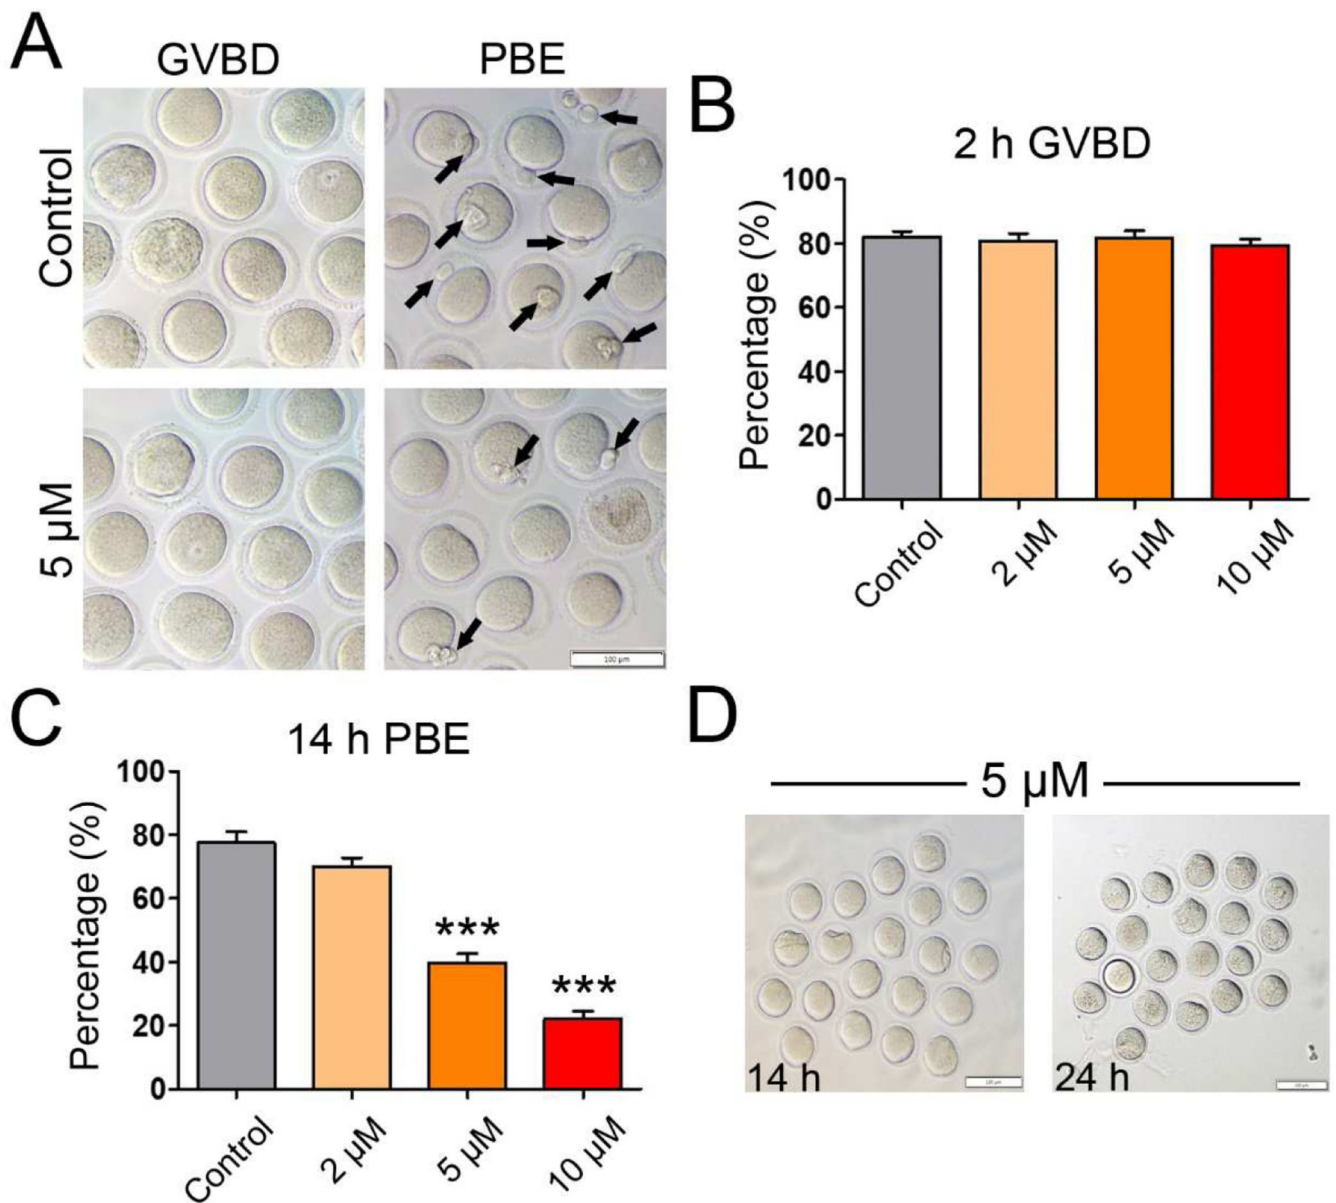 A
GVBD
PBE
Control
5 μM
100 μm
B
2 h GVBD
Percentage (%)
100
80
60
40
20
0
Control
2 μM
5 μM
10 μM
C
14 h PBE
Percentage (%)
100
80
60
40
20
0
***
***
Control
2 μM
5 μM
10 μM
D
5 μM
14 h
24 h